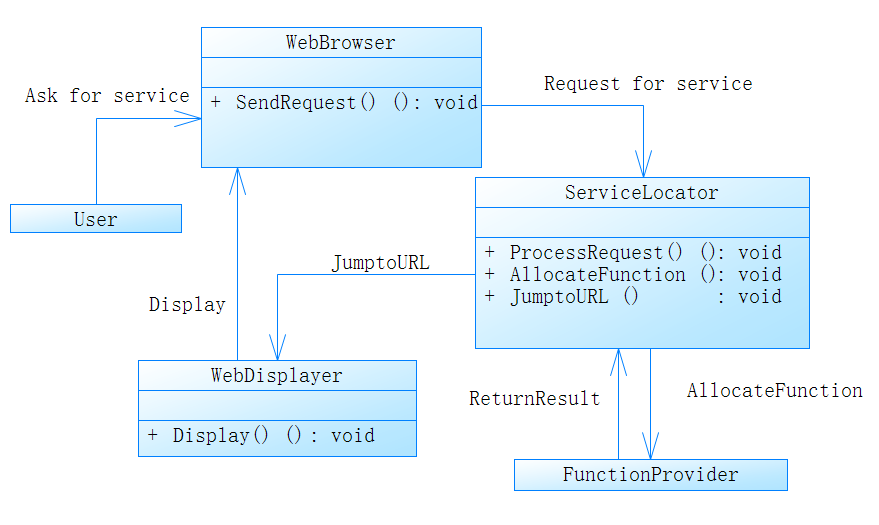 WebBrowser
Ask for service
+ SendRequest() (): void
Request for service
User
ServiceLocator
+ ProcessRequest() (): void
+ AllocateFunction (): void
+ JumptoURL () : void
JumptoURL
Display
WebDisplayer
+ Display() (): void
ReturnResult
AllocateFunction
FunctionProvider